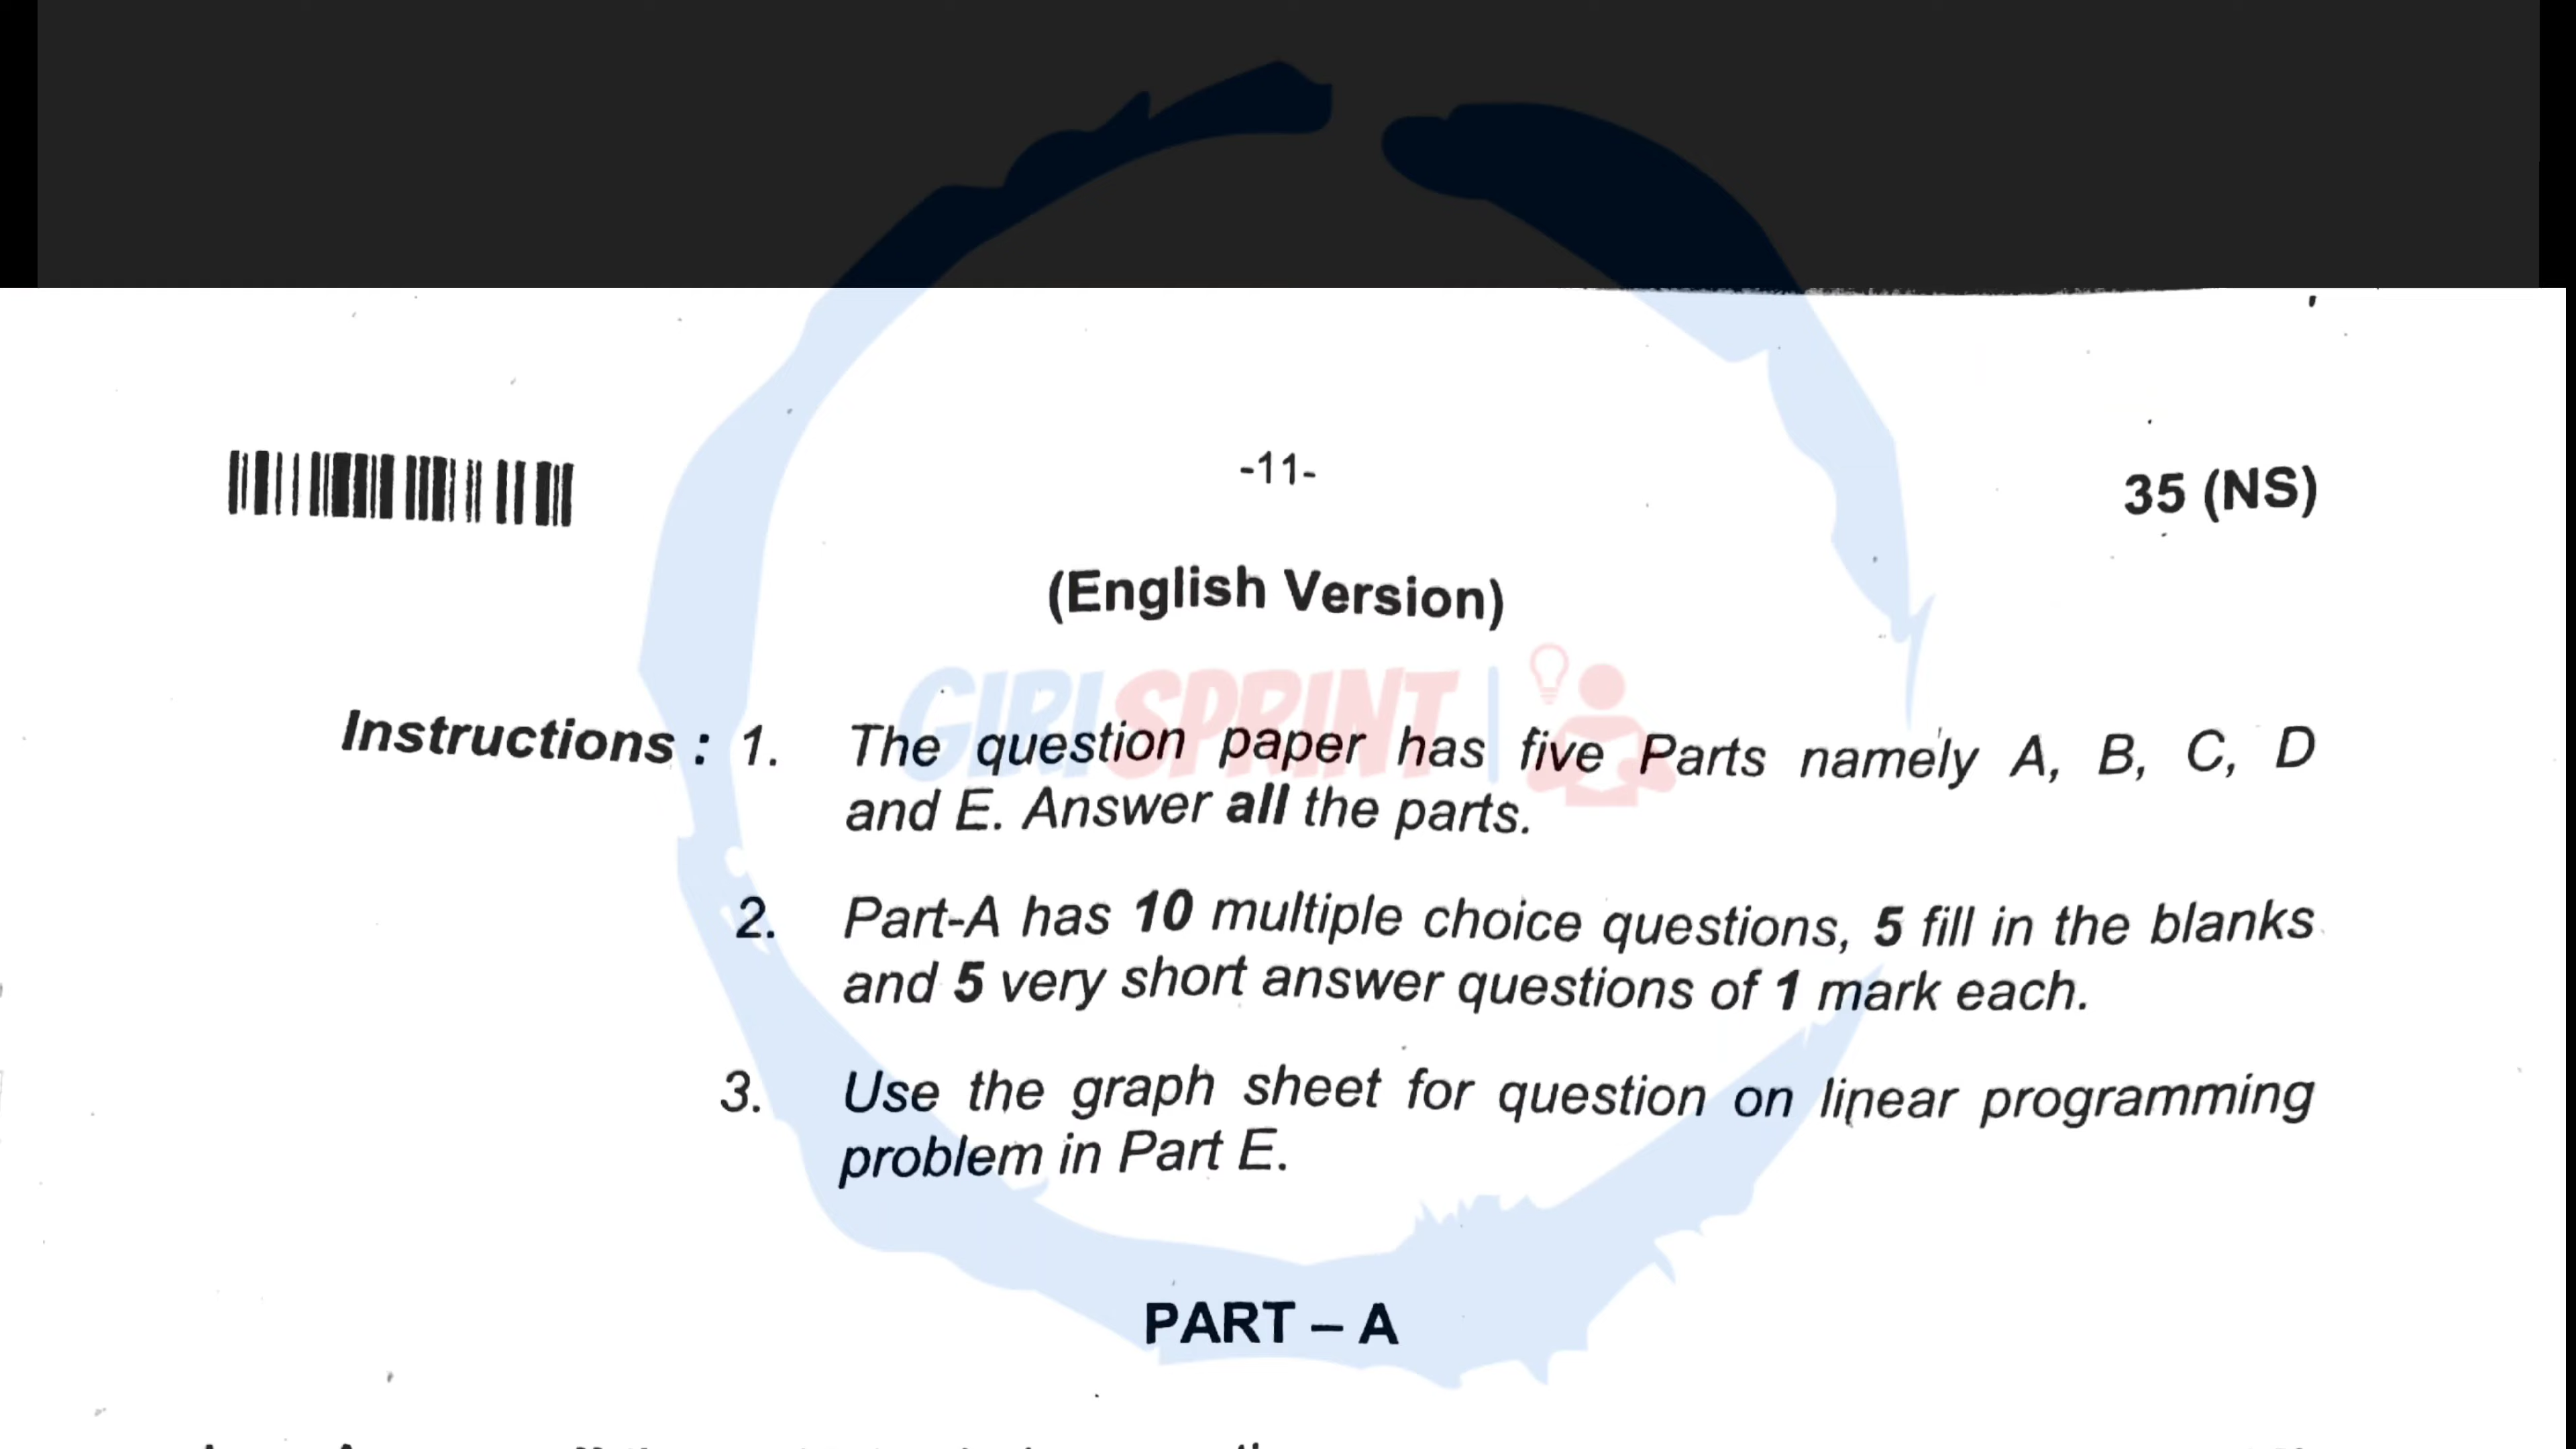 -11-
35 (NS)
(English Version)
GIRISPRINT
Instructions : 1. The question paper has five Parts namely A, B, C, D
and E. Answer all the parts.
2. Part-A has 10 multiple choice questions, 5 fill in the blanks
and 5 very short answer questions of 1 mark each.
3. Use the graph sheet for question on linear programming
problem in Part E.
PART – A